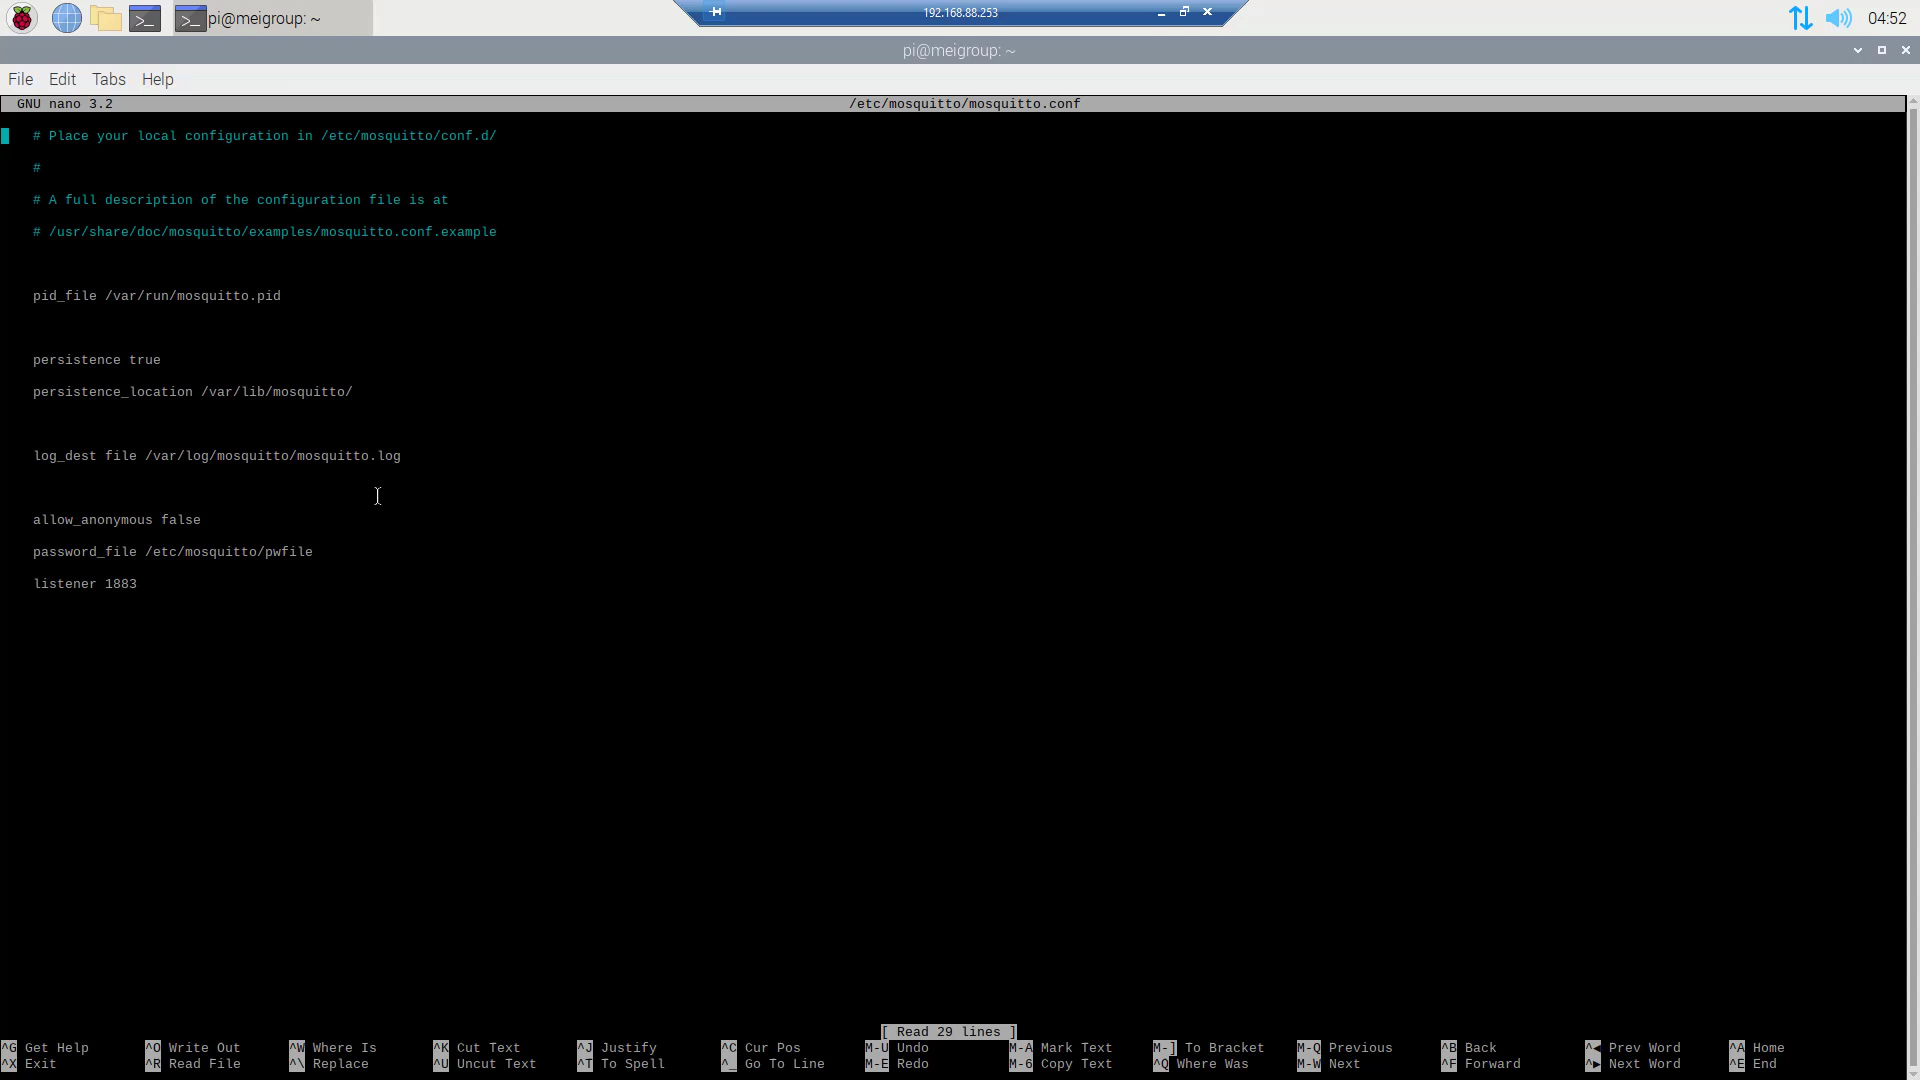 pi@meigroup: ~
192.168.88.253
04:52
pi@meigroup: ~
File Edit Tabs Help
GNU nano 3.2 /etc/mosquitto/mosquitto.conf
# Place your local configuration in /etc/mosquitto/conf.d/
#
# A full description of the configuration file is at
# /usr/share/doc/mosquitto/examples/mosquitto.conf.example
pid_file /var/run/mosquitto.pid
persistence true
persistence_location /var/lib/mosquitto/
log_dest file /var/log/mosquitto/mosquitto.log
allow_anonymous false
password_file /etc/mosquitto/pwfile
listener 1883
[ Read 29 lines ]
^G Get Help ^O Write Out ^W Where Is ^K Cut Text ^J Justify ^C Cur Pos M-U Undo M-A Mark Text M-] To Bracket M-Q Previous ^B Back ^◄ Prev Word ^A Home
^X Exit ^R Read File ^\ Replace ^U Uncut Text ^T To Spell ^_ Go To Line M-E Redo M-6 Copy Text ^Q Where Was M-W Next ^F Forward ^► Next Word ^E End